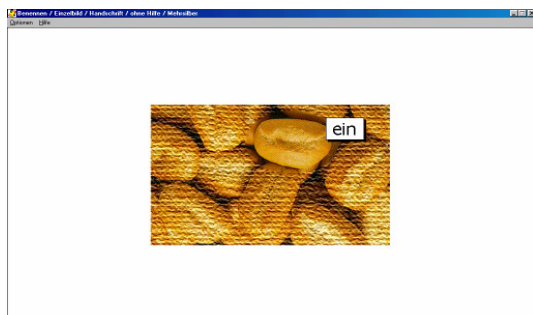 Benennen / Einzelbild / Handschrift / ohne Hilfe / Mehrsilber
Optionen Hilfe
ein